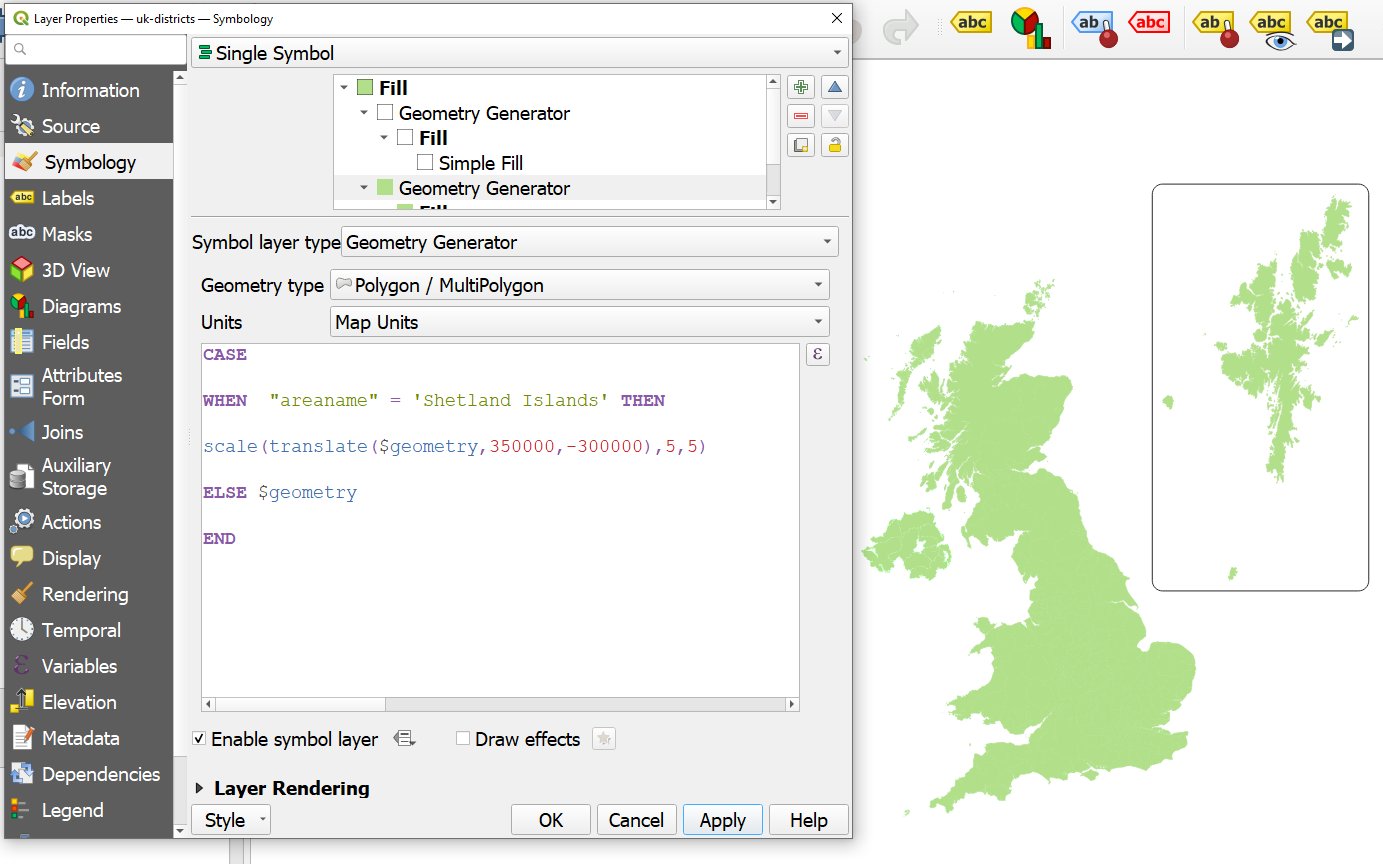 Layer Properties — uk-districts — Symbology
abc
ab
abc
ab
abc
abc
Single Symbol
Information
Source
Symbology
abc Labels
abc Masks
3D View
Diagrams
Fields
Attributes
Form
Joins
Auxiliary
Storage
Actions
Display
Rendering
Temporal
Variables
Elevation
Metadata
Dependencies
Legend
Fill
Geometry Generator
Fill
Simple Fill
Geometry Generator
Fill
Symbol layer type Geometry Generator
Geometry type Polygon / MultiPolygon
Units Map Units
CASE
ε
WHEN "areaname" = 'Shetland Islands' THEN
scale(translate($geometry,350000,-300000),5,5)
ELSE $geometry
END
Enable symbol layer
Draw effects
Layer Rendering
Style
OK
Cancel
Apply
Help